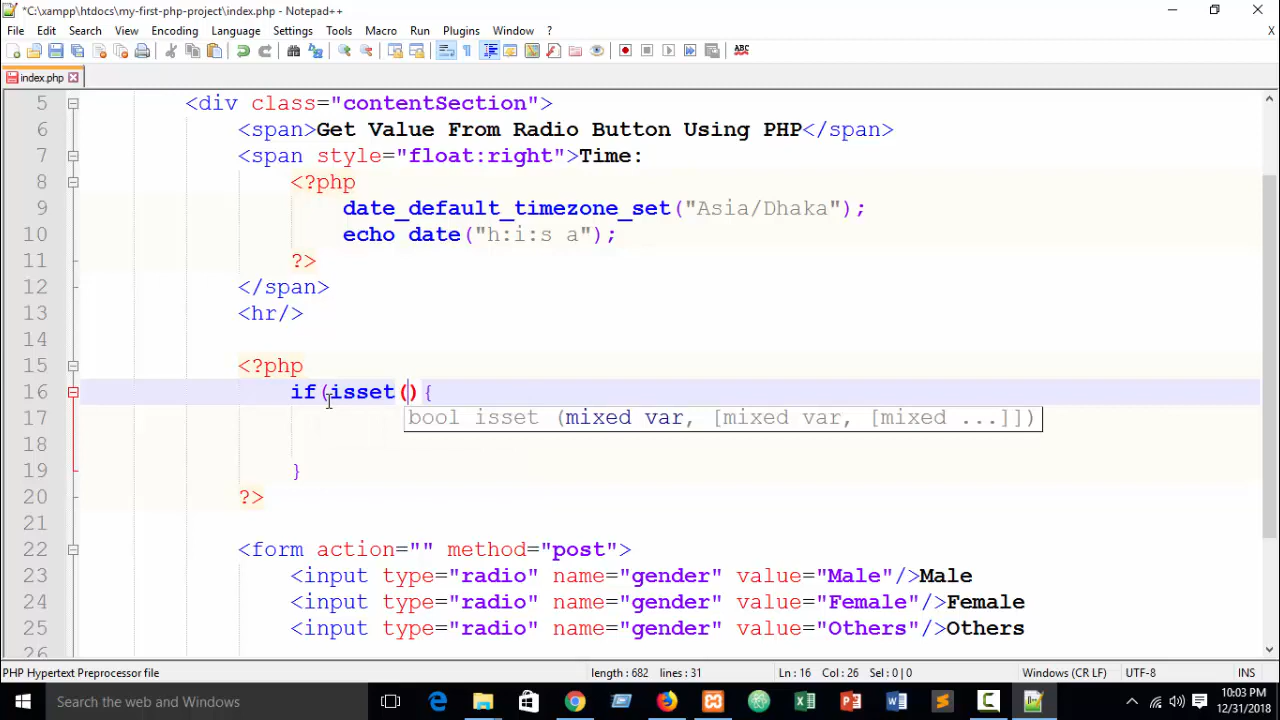 *C:\xampp\htdocs\my-first-php-project\index.php - Notepad++
File Edit Search View Encoding Language Settings Tools Macro Run Plugins Window ? X
ABC
index.php
5 <div class="contentSection">
6 <span>Get Value From Radio Button Using PHP</span>
7 <span style="float:right">Time:
8 <?php
9 date_default_timezone_set("Asia/Dhaka");
10 echo date("h:i:s a");
11 ?>
12 </span>
13 <hr/>
14
15 <?php
16 if(isset(){
17 bool isset (mixed var, [mixed var, [mixed ...]])
18
19 }
20 ?>
21
22 <form action="" method="post">
23 <input type="radio" name="gender" value="Male"/>Male
24 <input type="radio" name="gender" value="Female"/>Female
25 <input type="radio" name="gender" value="Others"/>Others
26
PHP Hypertext Preprocessor file length : 682 lines : 31 Ln : 16 Col : 26 Sel : 0 | 0 Windows (CR LF) UTF-8 INS
Search the web and Windows
10:03 PM
12/31/2018